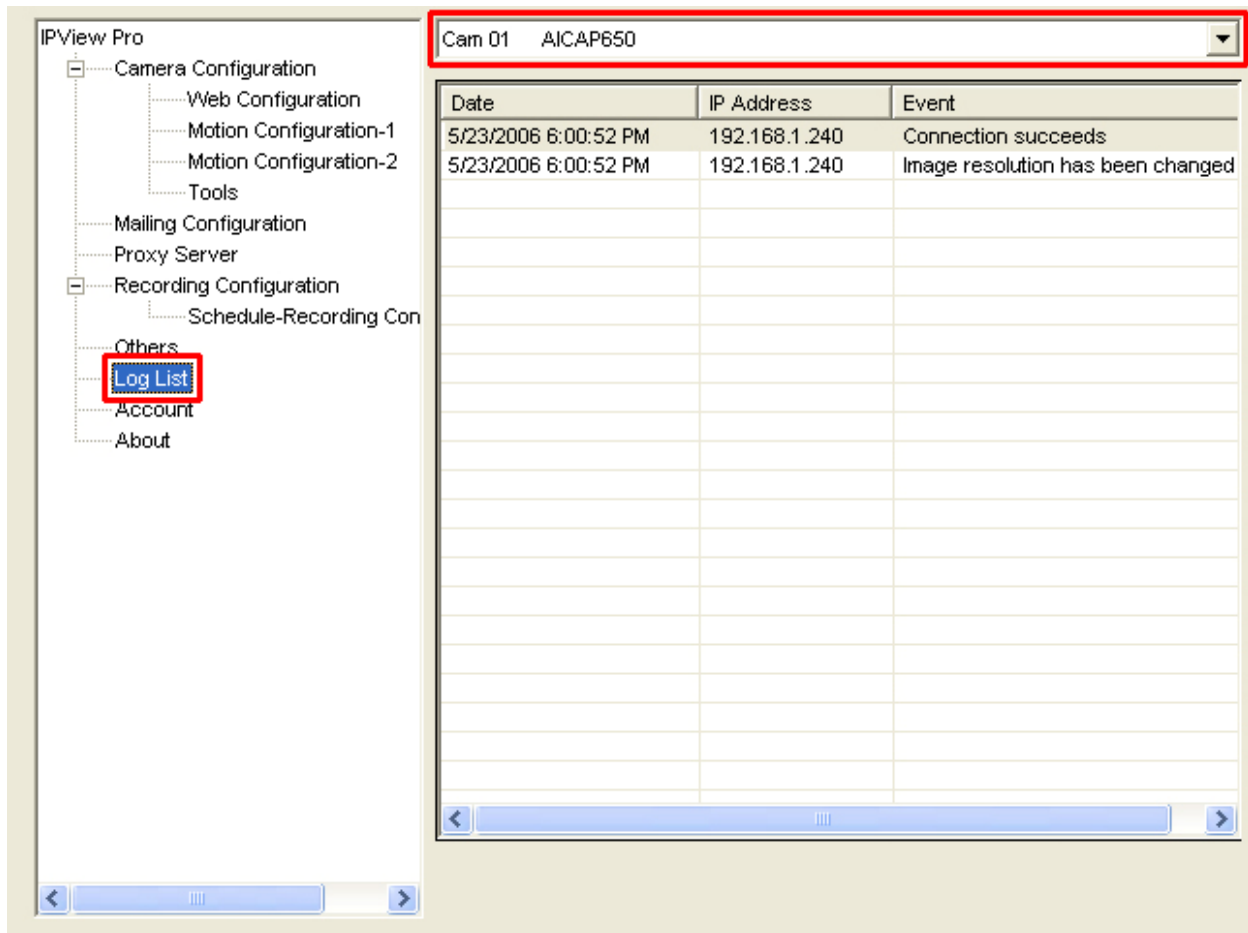 IPView Pro
Camera Configuration
Web Configuration
Motion Configuration-1
Motion Configuration-2
Tools
Mailing Configuration
Proxy Server
Recording Configuration
Schedule-Recording Con
Others
Log List
Account
About
Cam 01 AICAP650
Date IP Address Event
5/23/2006 6:00:52 PM 192.168.1.240 Connection succeeds
5/23/2006 6:00:52 PM 192.168.1.240 Image resolution has been changed